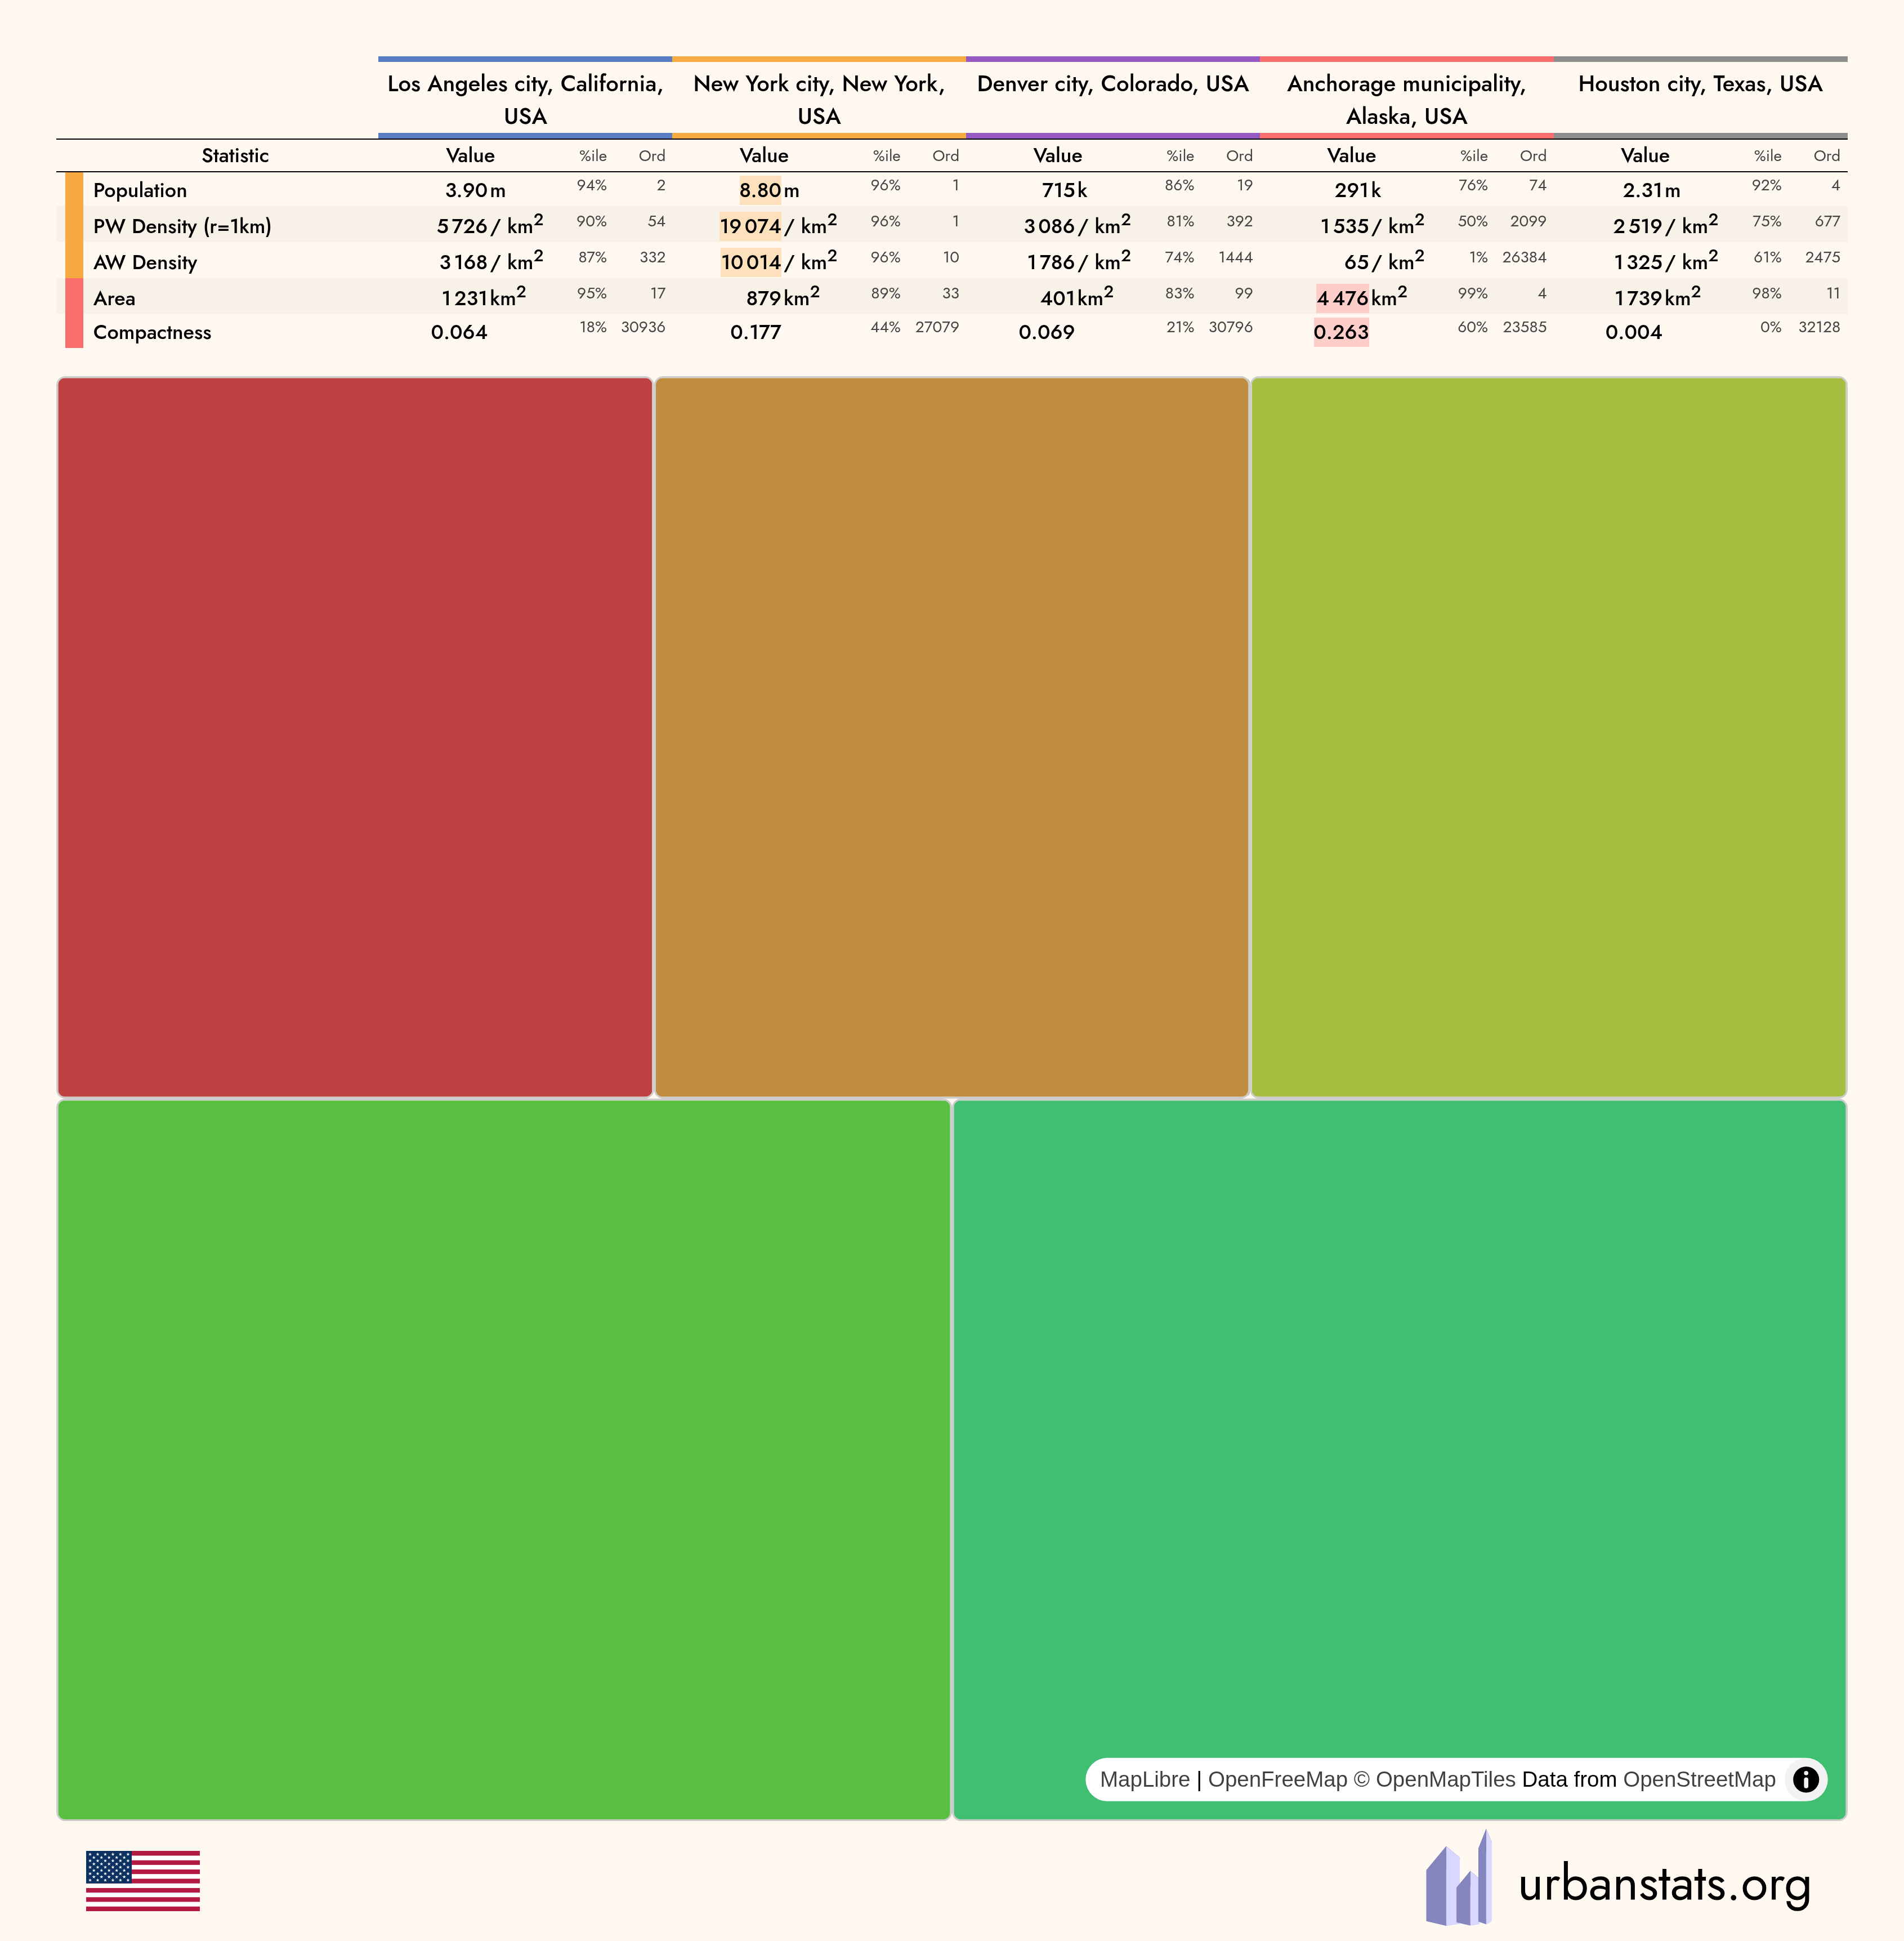 Los Angeles city, California, USA
New York city, New York, USA
Denver city, Colorado, USA
Anchorage municipality, Alaska, USA
Houston city, Texas, USA
Statistic Value %ile Ord Value %ile Ord Value %ile Ord Value %ile Ord Value %ile Ord
Population 3.90 m 94% 2 8.80 m 96% 1 715 k 86% 19 291 k 76% 74 2.31 m 92% 4
PW Density (r=1km) 5 726 / km² 90% 54 19 074 / km² 96% 1 3 086 / km² 81% 392 1 535 / km² 50% 2099 2 519 / km² 75% 677
AW Density 3 168 / km² 87% 332 10 014 / km² 96% 10 1 786 / km² 74% 1444 65 / km² 1% 26384 1 325 / km² 61% 2475
Area 1 231 km² 95% 17 879 km² 89% 33 401 km² 83% 99 4 476 km² 99% 4 1 739 km² 98% 11
Compactness 0.064 18% 30936 0.177 44% 27079 0.069 21% 30796 0.263 60% 23585 0.004 0% 32128
MapLibre | OpenFreeMap © OpenMapTiles Data from OpenStreetMap
urbanstats.org